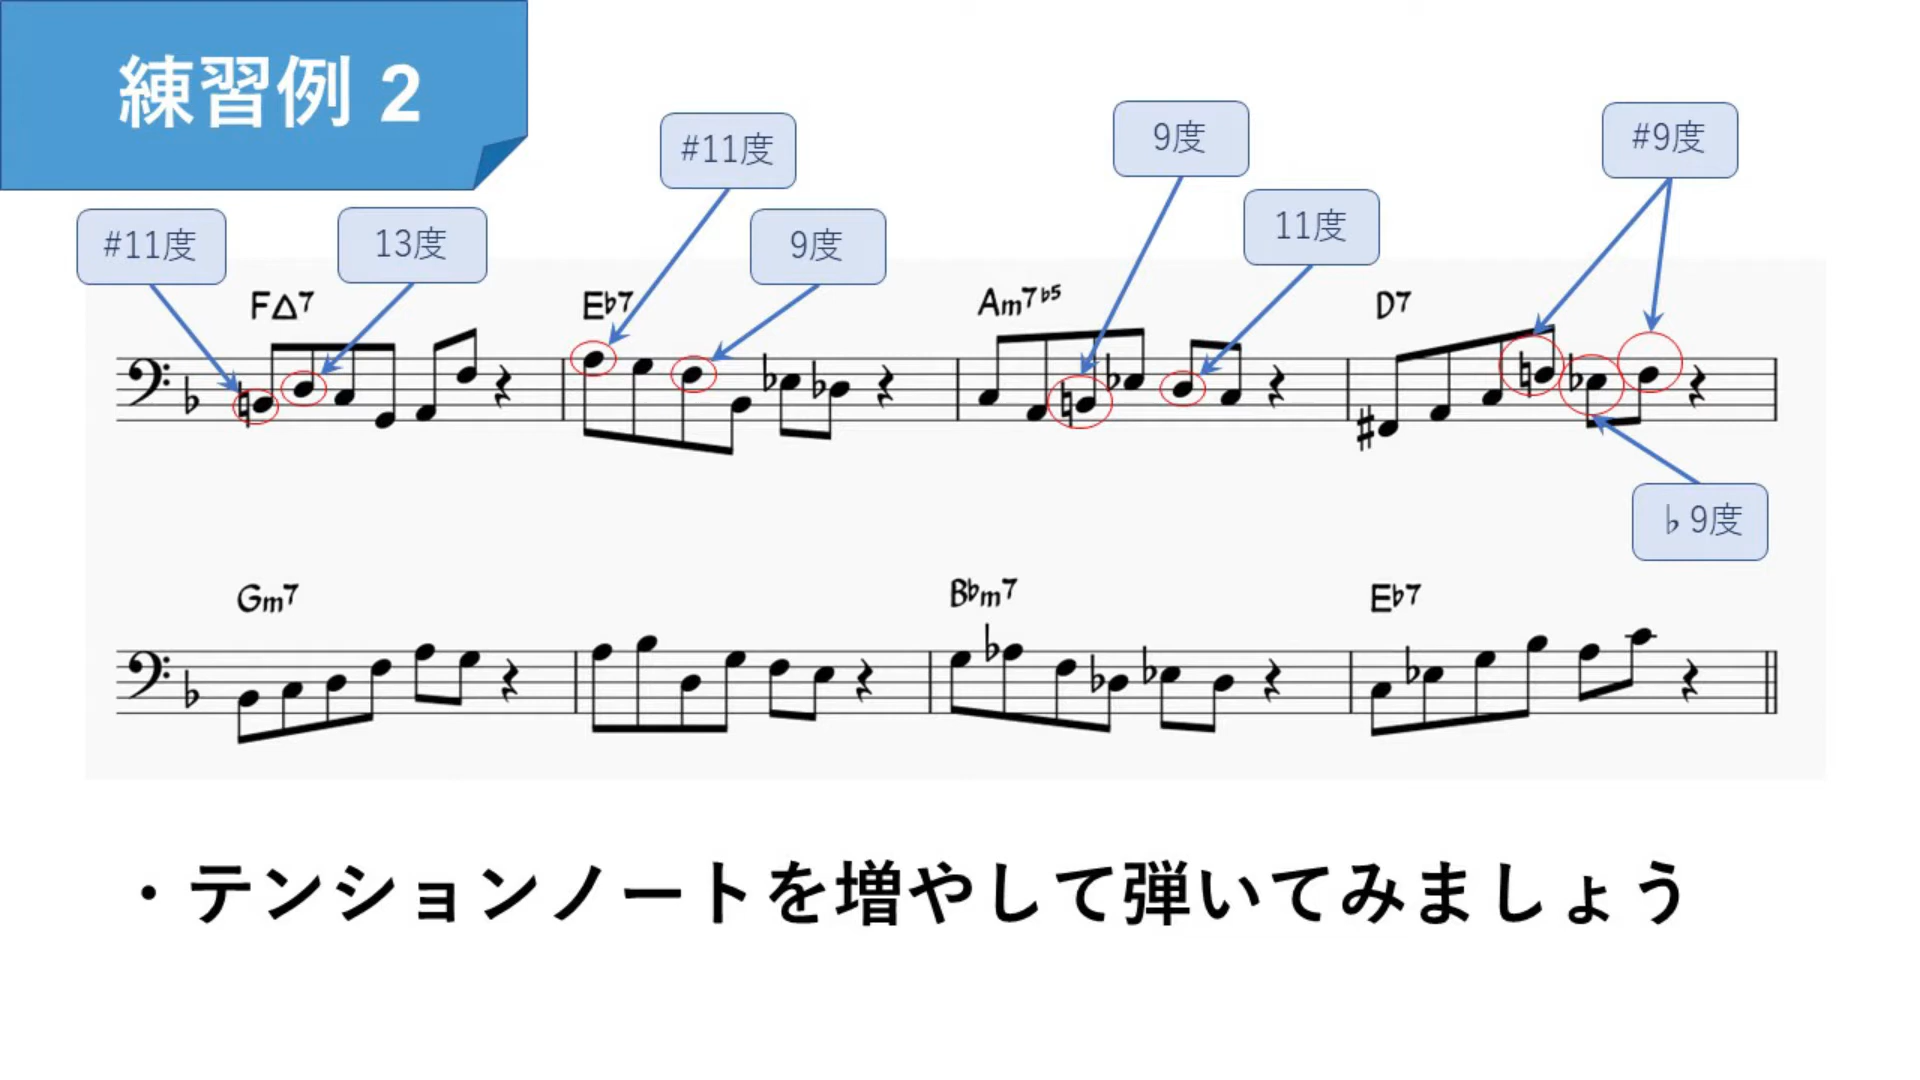 練習例 2
#11度
9度
#9度
#11度
13度
9度
11度
F△7
E♭7
Am7♭5
D7
♭9度
Gm7
B♭m7
E♭7
・テンションノートを増やして弾いてみましょう